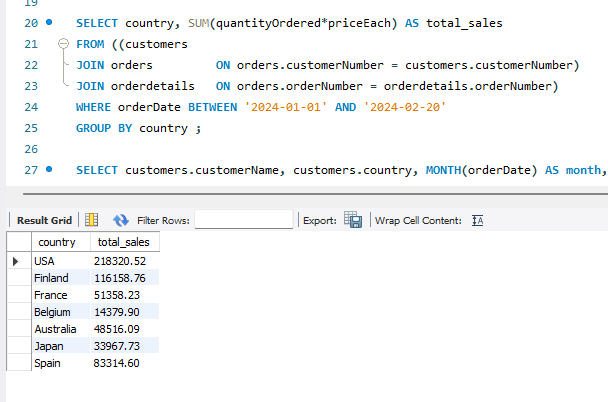 19
20 SELECT country, SUM(quantityOrdered*priceEach) AS total_sales
21 FROM ((customers
22 JOIN orders ON orders.customerNumber = customers.customerNumber)
23 JOIN orderdetails ON orders.orderNumber = orderdetails.orderNumber)
24 WHERE orderDate BETWEEN '2024-01-01' AND '2024-02-20'
25 GROUP BY country ;
26
27 SELECT customers.customerName, customers.country, MONTH(orderDate) AS month,
Result Grid Filter Rows: Export: Wrap Cell Content:
country total_sales
USA 218320.52
Finland 116158.76
France 51358.23
Belgium 14379.90
Australia 48516.09
Japan 33967.73
Spain 83314.60